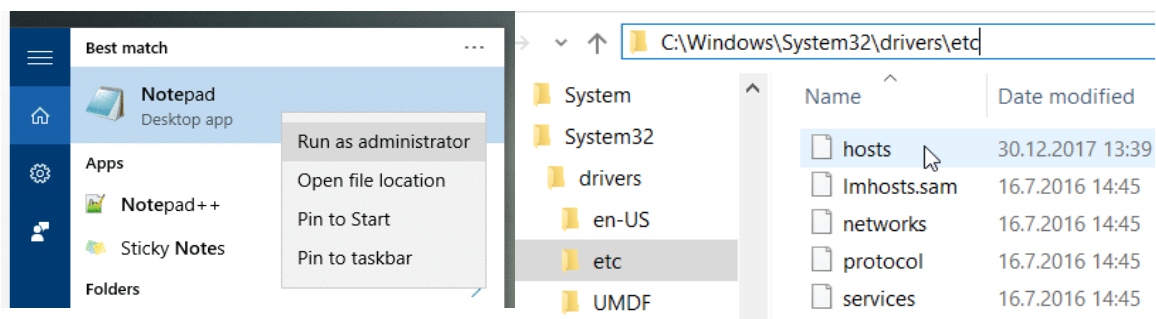 Best match
Notepad
Desktop app
Run as administrator
Open file location
Pin to Start
Pin to taskbar
Apps
Notepad++
Sticky Notes
Folders
C:\Windows\System32\drivers\etc
System
System32
drivers
en-US
etc
UMDF
Name Date modified
hosts 30.12.2017 13:39
lmhosts.sam 16.7.2016 14:45
networks 16.7.2016 14:45
protocol 16.7.2016 14:45
services 16.7.2016 14:45